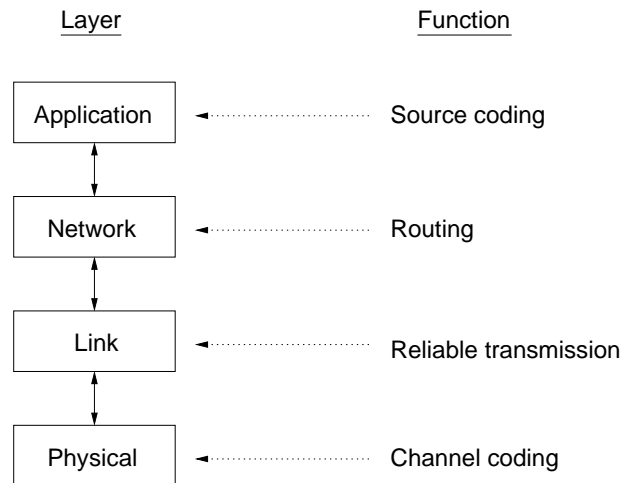 Layer Function
Application Source coding
Network Routing
Link Reliable transmission
Physical Channel coding